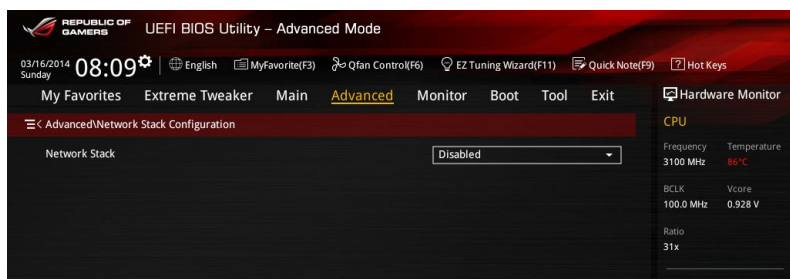 REPUBLIC OF
GAMERS
UEFI BIOS Utility – Advanced Mode
03/16/2014
Sunday
08:09
English
MyFavorite(F3)
Qfan Control(F6)
EZ Tuning Wizard(F11)
Quick Note(F9)
? Hot Keys
My Favorites
Extreme Tweaker
Main
Advanced
Monitor
Boot
Tool
Exit
Hardware Monitor
< Advanced\Network Stack Configuration
Network Stack
Disabled
CPU
Frequency
Temperature
3100 MHz
86°C
BCLK
Vcore
100.0 MHz
0.928 V
Ratio
31x